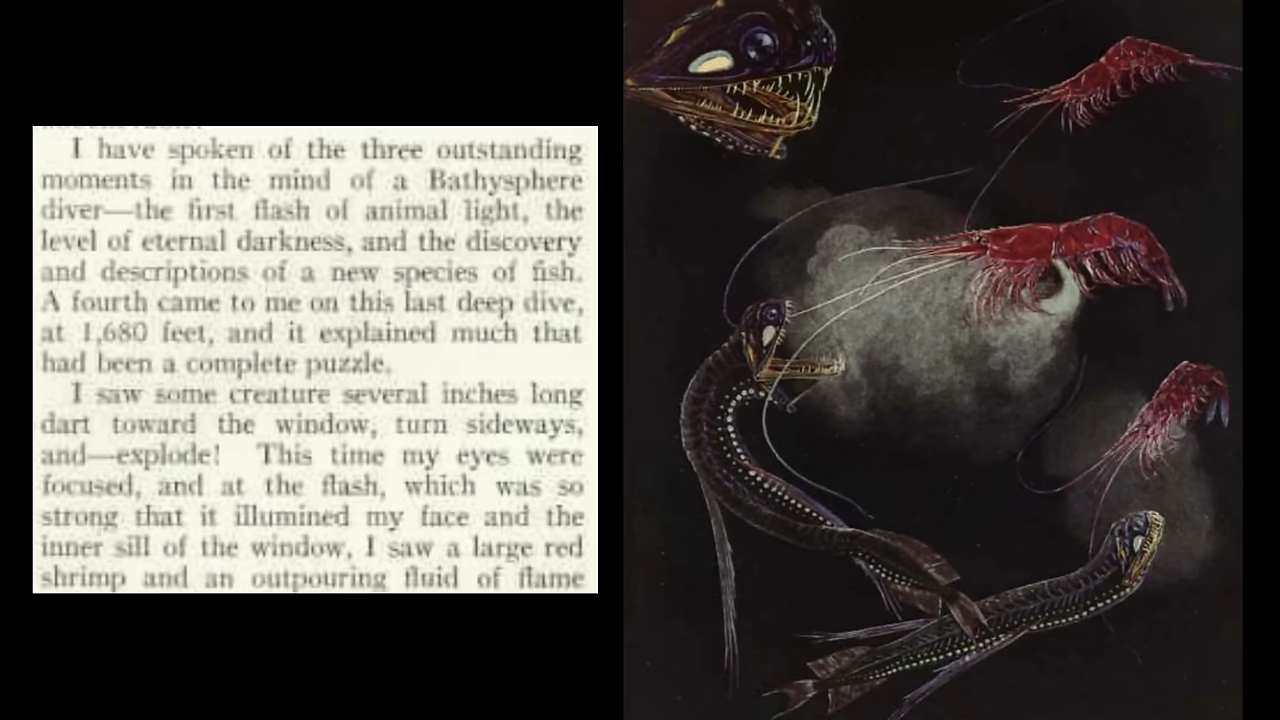 I have spoken of the three outstanding
moments in the mind of a Bathysphere
diver—the first flash of animal light, the
level of eternal darkness, and the discovery
and descriptions of a new species of fish.
A fourth came to me on this last deep dive,
at 1,680 feet, and it explained much that
had been a complete puzzle.
I saw some creature several inches long
dart toward the window, turn sideways,
and—explode! This time my eyes were
focused, and at the flash, which was so
strong that it illumined my face and the
inner sill of the window, I saw a large red
shrimp and an outpouring fluid of flame